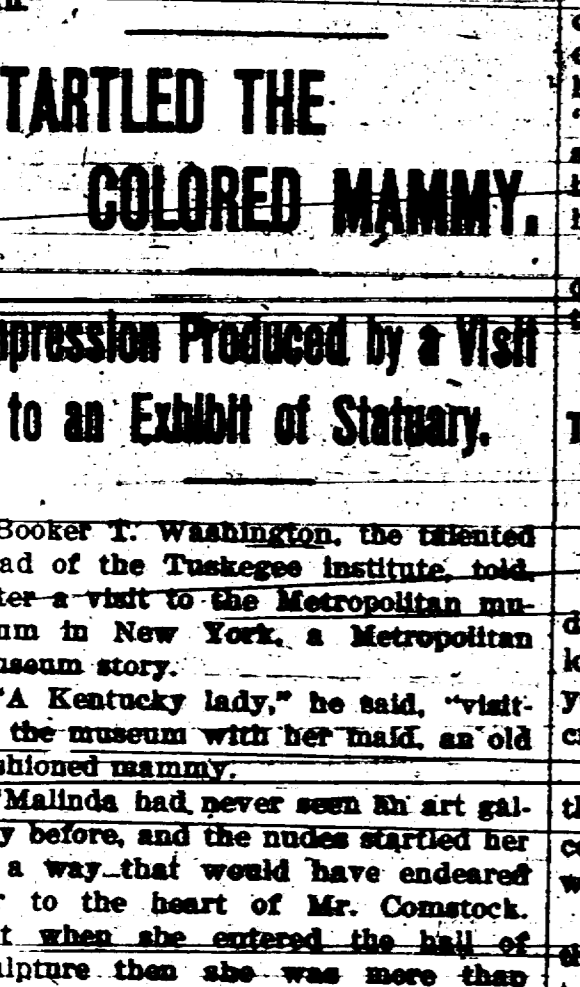 TARTLED THE
COLORED MAMMY.
pression Produced by a Visit
to an Exhibit of Statuary.
Booker T. Washington, the talented
ad of the Tuskegee institute, told,
ter a visit to the Metropolitan mu-
um in New York, a Metropolitan
useum story.
"A Kentucky lady," he said, "visit-
the museum with her maid, an old
shioned mammy.
"Malinda had never seen an art gal-
y before, and the nudes startled her
a way that would have endeared
r to the heart of Mr. Comstock.
t when she entered the hall of
ulpture then she was more than